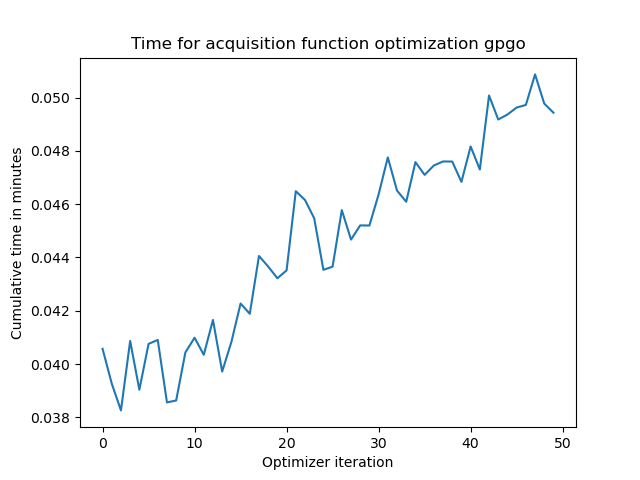 Time for acquisition function optimization gpgo
0.050
0.048
0.046
0.044
0.042
0.040
0.038
Cumulative time in minutes
0 10 20 30 40 50
Optimizer iteration